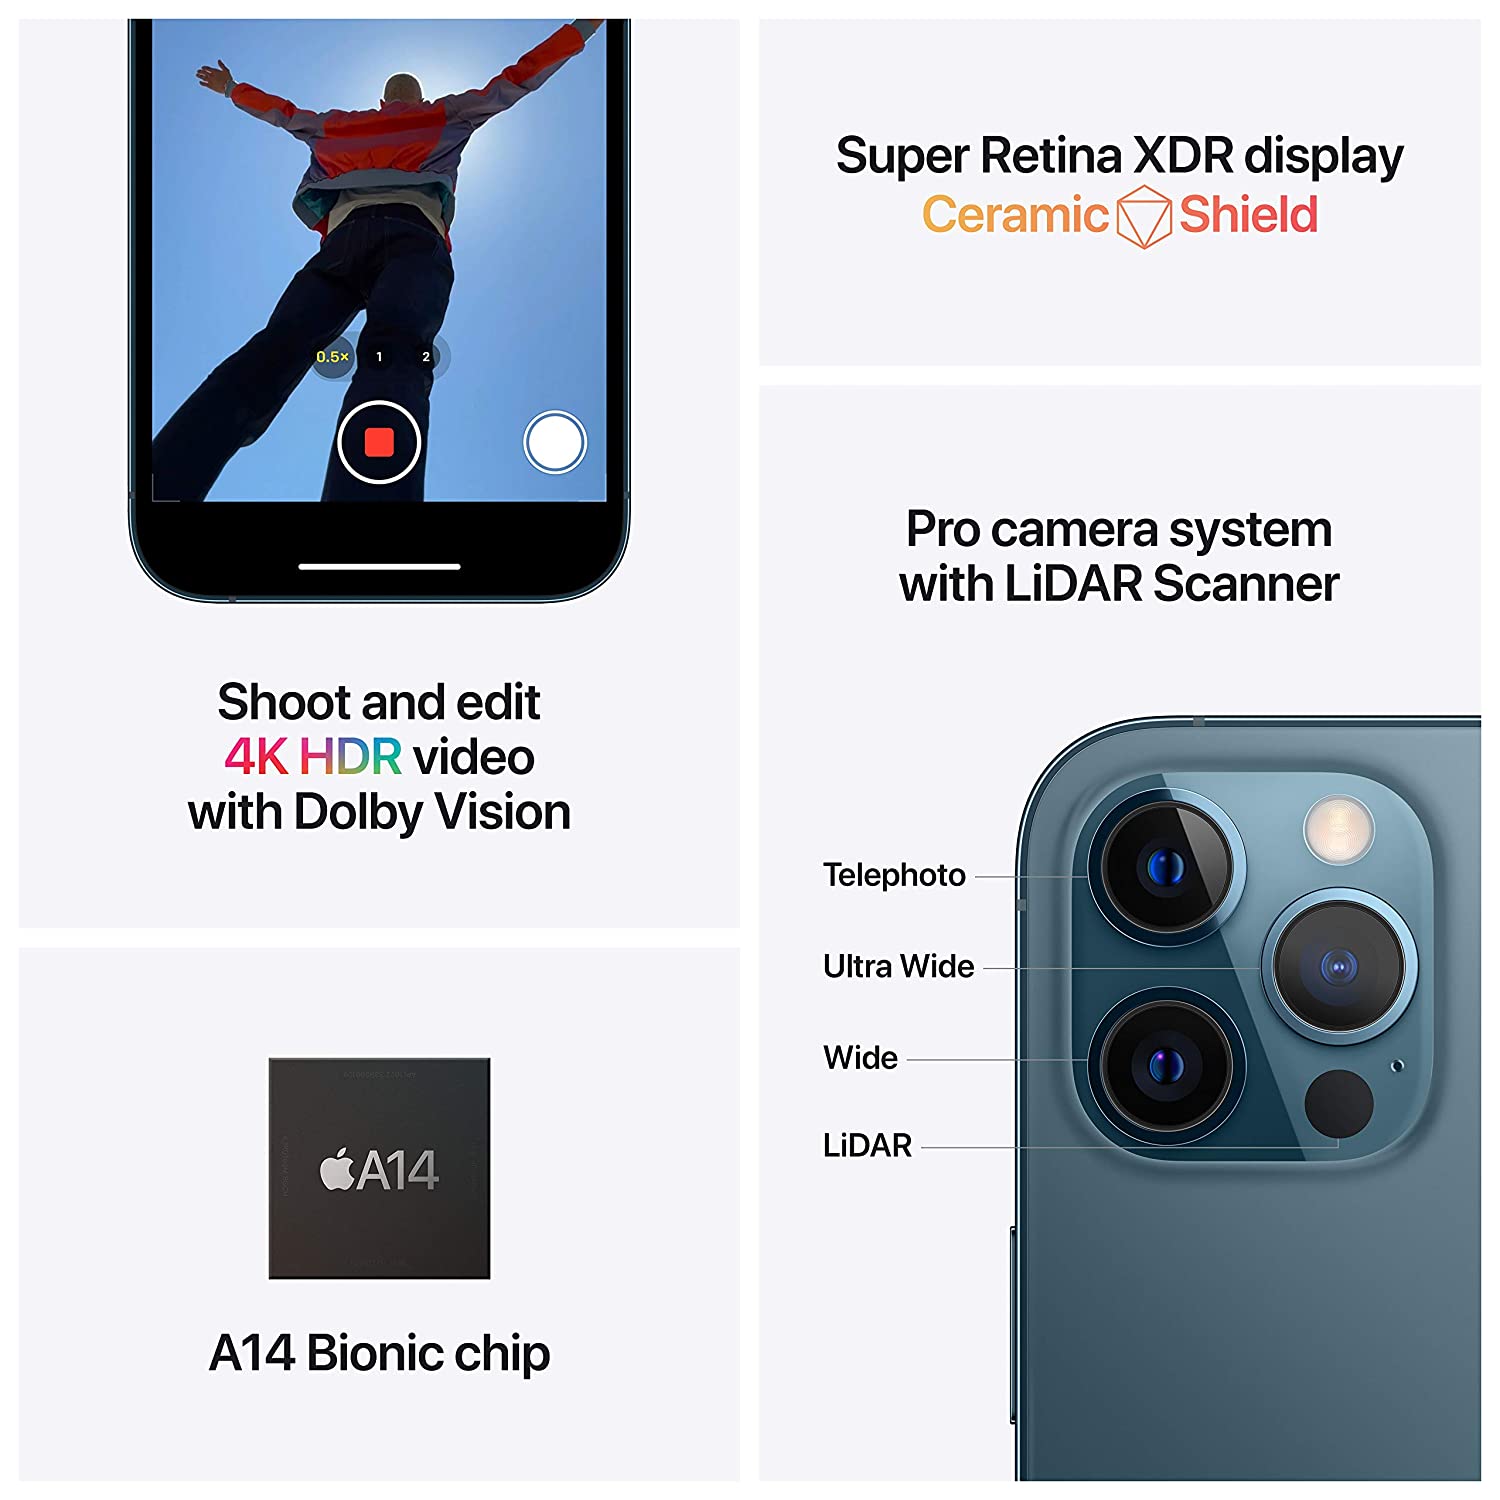 0.5× 1 2
Shoot and edit
4K HDR video
with Dolby Vision
A14
A14 Bionic chip
Super Retina XDR display
Ceramic Shield
Pro camera system
with LiDAR Scanner
Telephoto
Ultra Wide
Wide
LiDAR